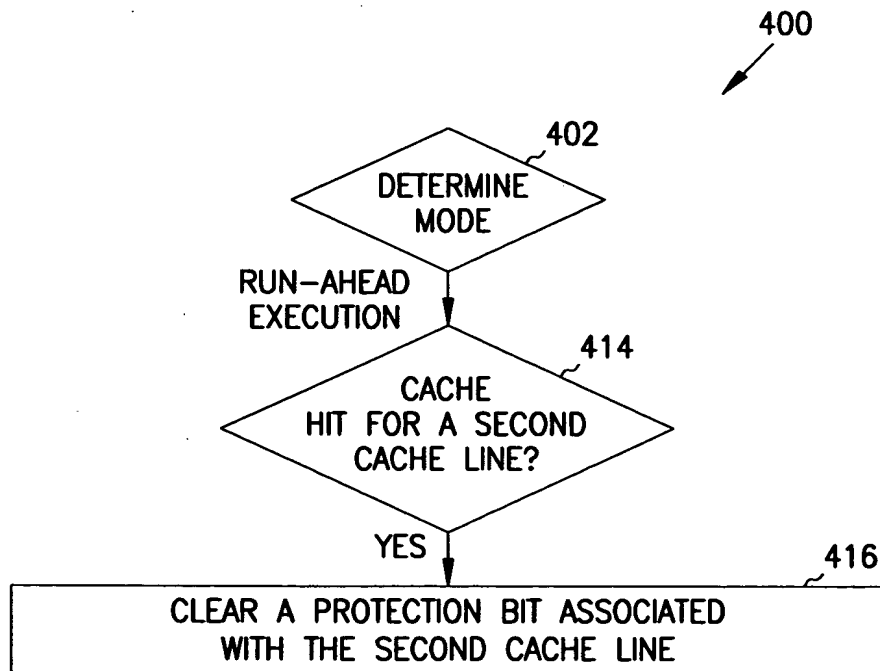 400
402
DETERMINE
MODE
RUN-AHEAD
EXECUTION
414
CACHE
HIT FOR A SECOND
CACHE LINE?
YES
416
CLEAR A PROTECTION BIT ASSOCIATED
WITH THE SECOND CACHE LINE